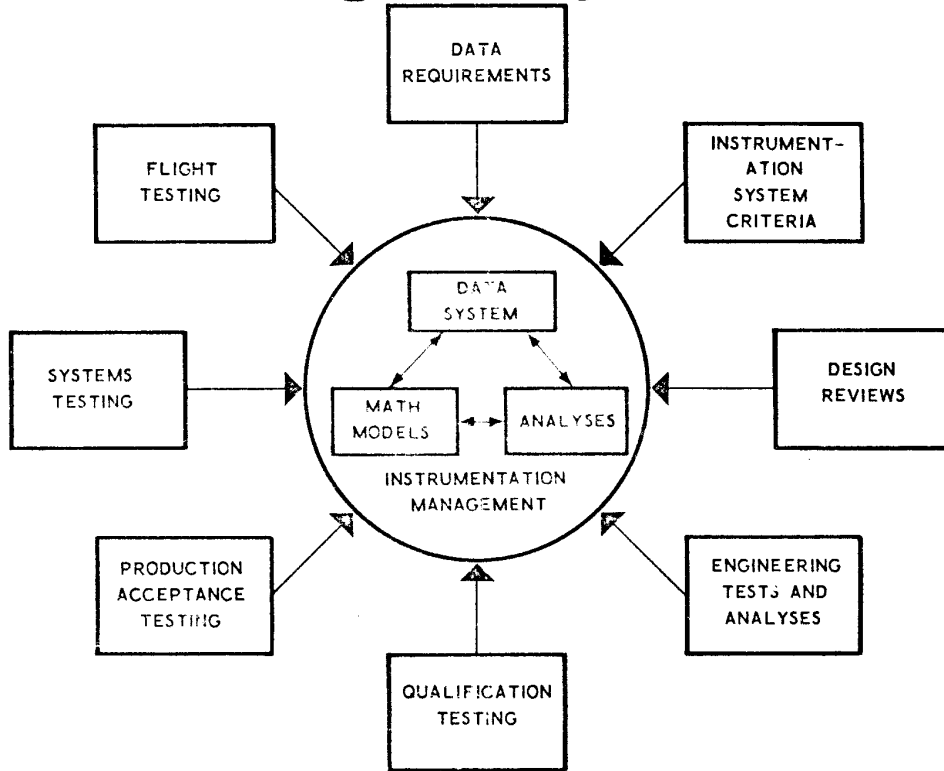 DATA
REQUIREMENTS
INSTRUMENT-
ATION
SYSTEM
CRITERIA
FLIGHT
TESTING
DATA
SYSTEM
SYSTEMS
TESTING
MATH
MODELS
ANALYSES
DESIGN
REVIEWS
INSTRUMENTATION
MANAGEMENT
PRODUCTION
ACCEPTANCE
TESTING
ENGINEERING
TESTS AND
ANALYSES
QUALIFICATION
TESTING